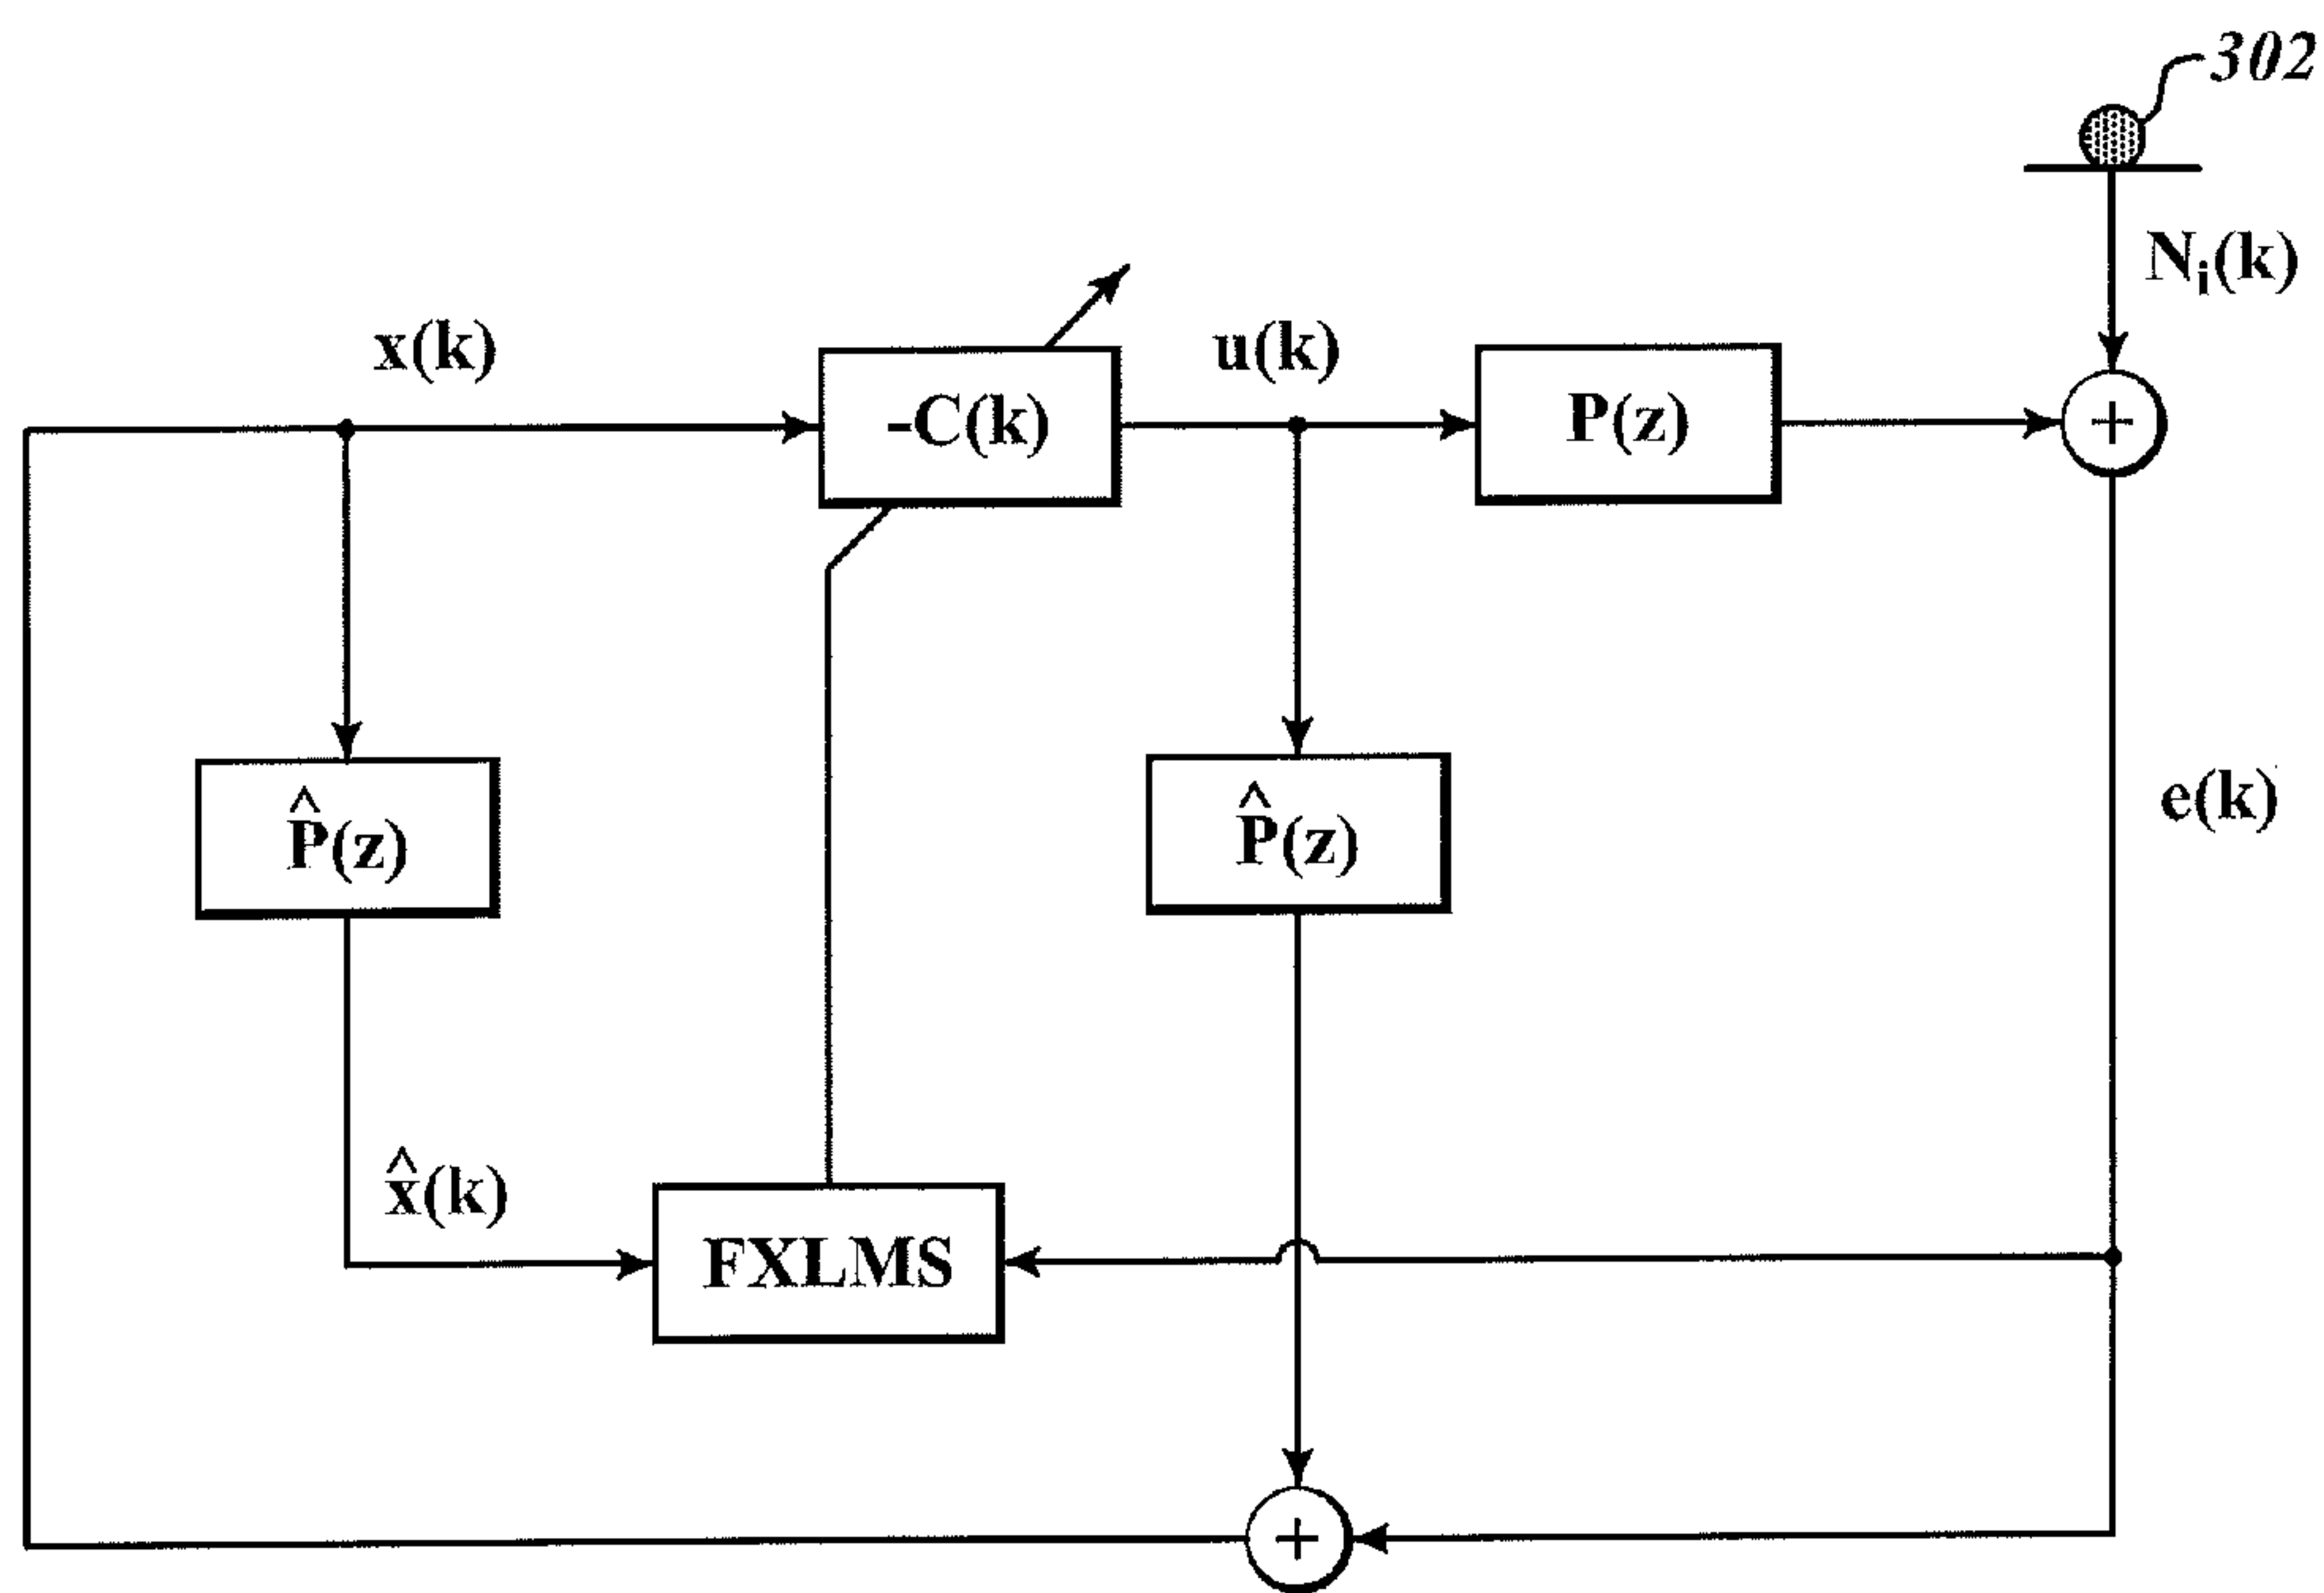 302
Nᵢ(k)
x(k)
-C(k)
u(k)
P(z)
+
P̂(z)
P̂(z)
e(k)
x̂(k)
FXLMS
+